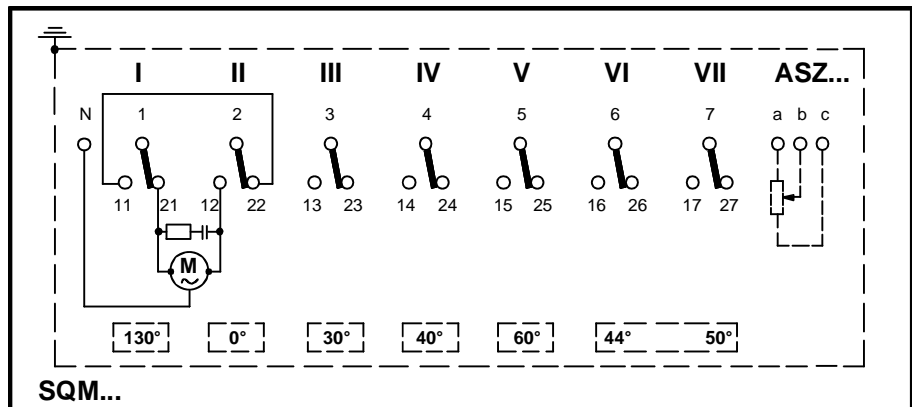 I II III IV V VI VII ASZ...
N 1 2 3 4 5 6 7 a b c
11 21 12 22 13 23 14 24 15 25 16 26 17 27
M
~
130° 0° 30° 40° 60° 44° 50°
SQM...